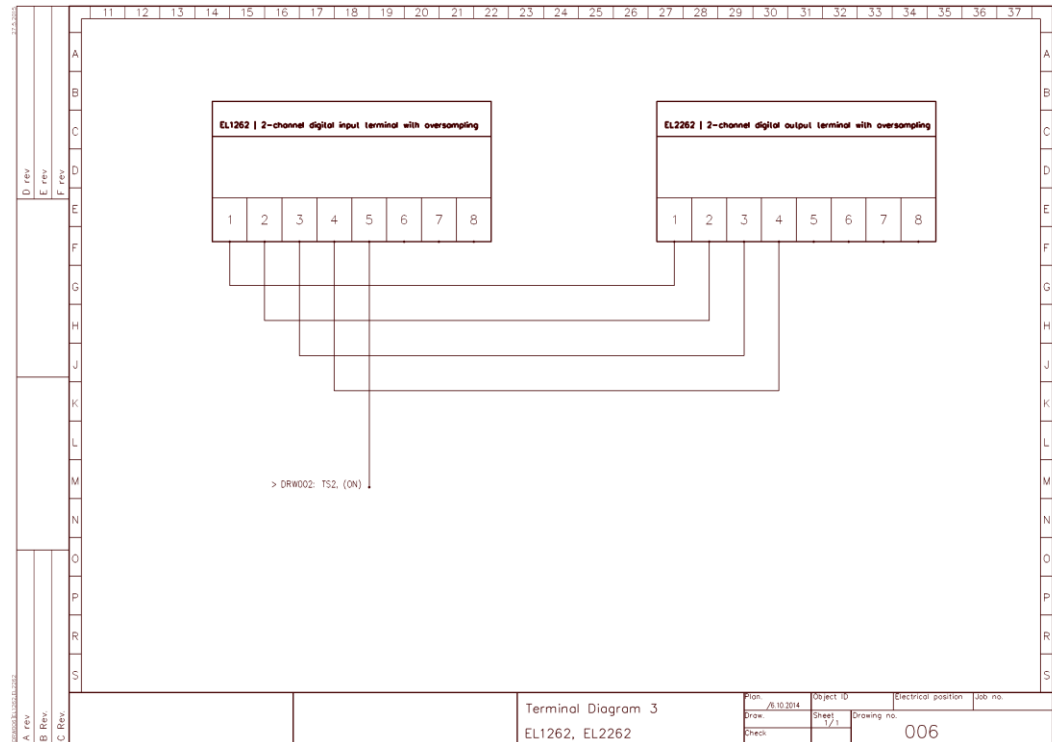 11 12 13 14 15 16 17 18 19 20 21 22 23 24 25 26 27 28 29 30 31 32 33 34 35 36 37
A A
B B
EL1262 | 2-channel digital input terminal with oversampling EL2262 | 2-channel digital output terminal with oversampling
C C
D D
D rev
E rev
F rev
E E
1 2 3 4 5 6 7 8 1 2 3 4 5 6 7 8
F F
G G
H H
J J
K K
L L
M M
> DRW002: TS2, (ON)
N N
O O
P P
R R
S S
A rev
B Rev.
C Rev.
Terminal Diagram 3
EL1262, EL2262
Plan. /6.10.2014 Object ID Electrical position Job no.
Draw. Sheet 1/1 Drawing no. 006
Check